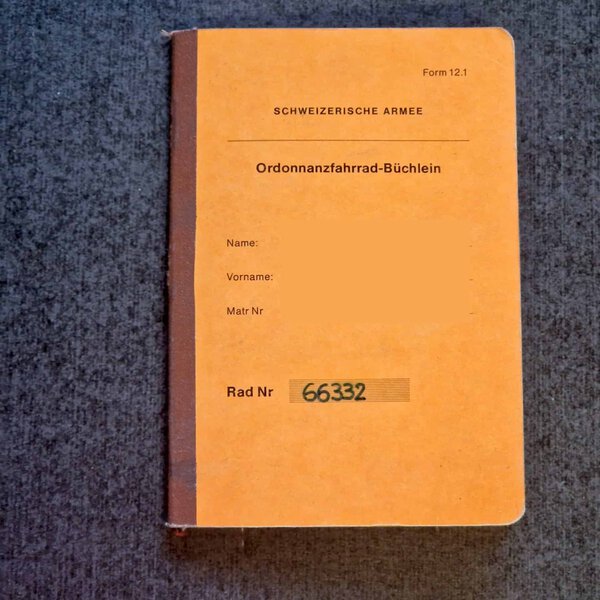 Form 12.1
SCHWEIZERISCHE ARMEE
Ordonnanzfahrrad-Büchlein
Name:
Vorname:
Matr Nr
Rad Nr 66332